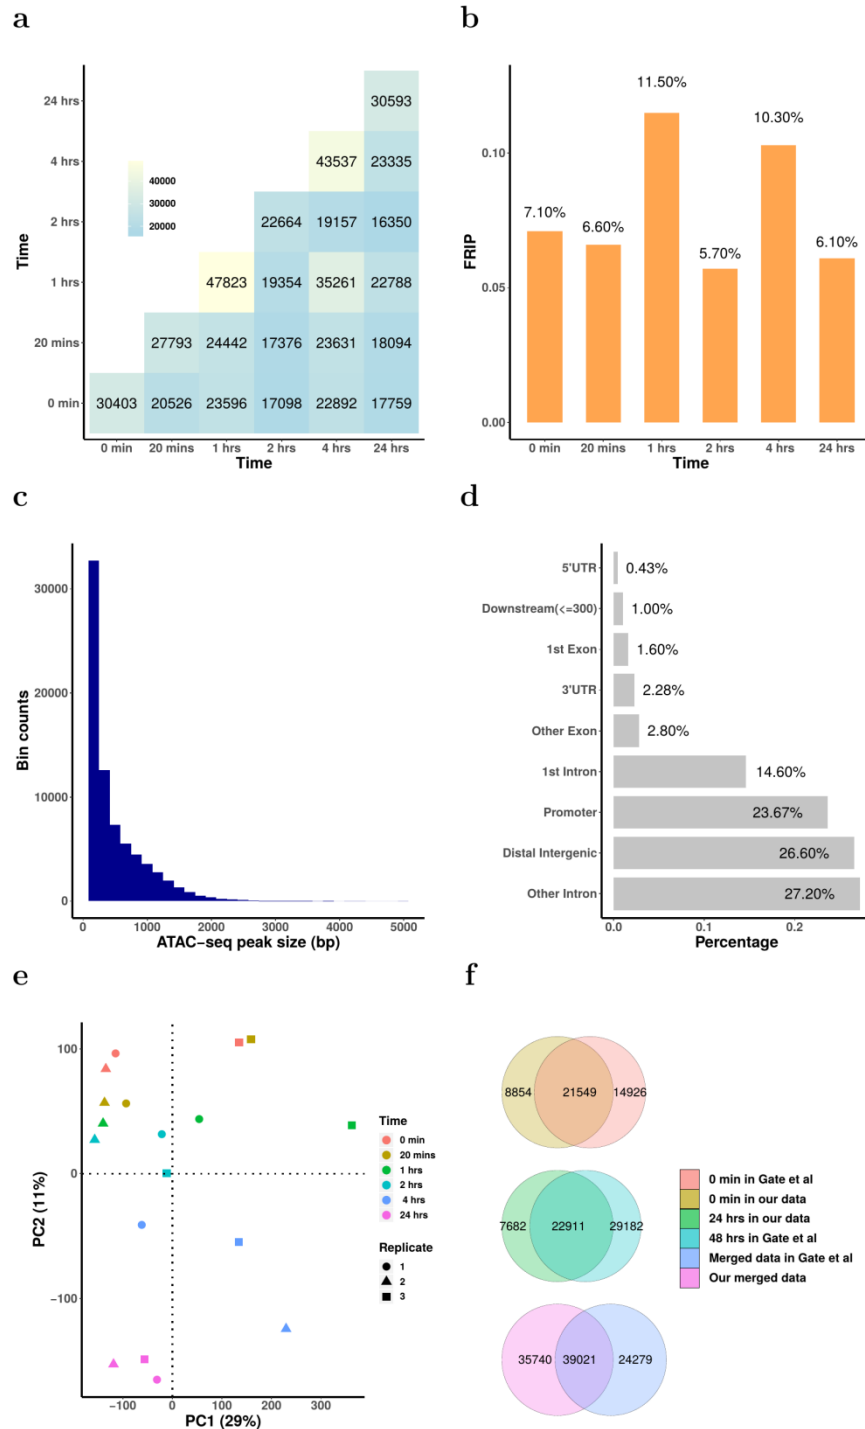 a
24 hrs
4 hrs
2 hrs
1 hrs
20 mins
0 min
Time
40000
30000
20000
30593
43537 23335
22664 19157 16350
47823 19354 35261 22788
27793 24442 17376 23631 18094
30403 20526 23596 17098 22892 17759
0 min 20 mins 1 hrs 2 hrs 4 hrs 24 hrs
Time
b
FRIP
0.10
0.05
0.00
7.10% 6.60% 11.50% 5.70% 10.30% 6.10%
0 min 20 mins 1 hrs 2 hrs 4 hrs 24 hrs
Time
c
Bin counts
30000
20000
10000
0
0 1000 2000 3000 4000 5000
ATAC−seq peak size (bp)
d
5'UTR 0.43%
Downstream(<=300) 1.00%
1st Exon 1.60%
3'UTR 2.28%
Other Exon 2.80%
1st Intron 14.60%
Promoter 23.67%
Distal Intergenic 26.60%
Other Intron 27.20%
0.0 0.1 0.2
Percentage
e
PC2 (11%)
100
0
−100
−100 0 100 200 300
PC1 (29%)
Time
0 min
20 mins
1 hrs
2 hrs
4 hrs
24 hrs
Replicate
1
2
3
f
8854 21549 14926
7682 22911 29182
35740 39021 24279
0 min in Gate et al
0 min in our data
24 hrs in our data
48 hrs in Gate et al
Merged data in Gate et al
Our merged data